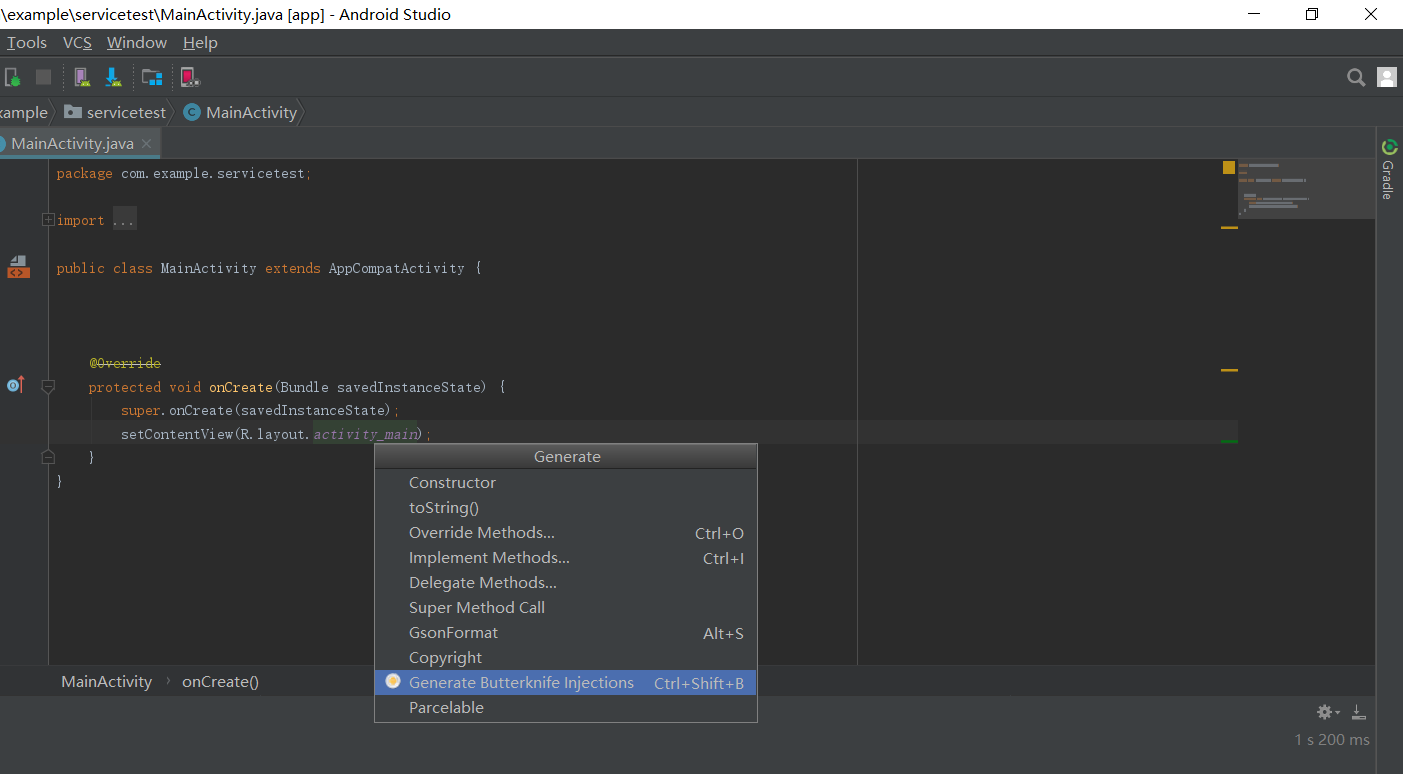 \example\servicetest\MainActivity.java [app] - Android Studio
Tools VCS Window Help
xample servicetest MainActivity
MainActivity.java
Gradle
package com.example.servicetest;
import ...
public class MainActivity extends AppCompatActivity {
@Override
protected void onCreate(Bundle savedInstanceState) {
super.onCreate(savedInstanceState);
setContentView(R.layout.activity_main);
}
}
Generate
Constructor
toString()
Override Methods... Ctrl+O
Implement Methods... Ctrl+I
Delegate Methods...
Super Method Call
GsonFormat Alt+S
Copyright
Generate Butterknife Injections Ctrl+Shift+B
Parcelable
MainActivity › onCreate()
1 s 200 ms